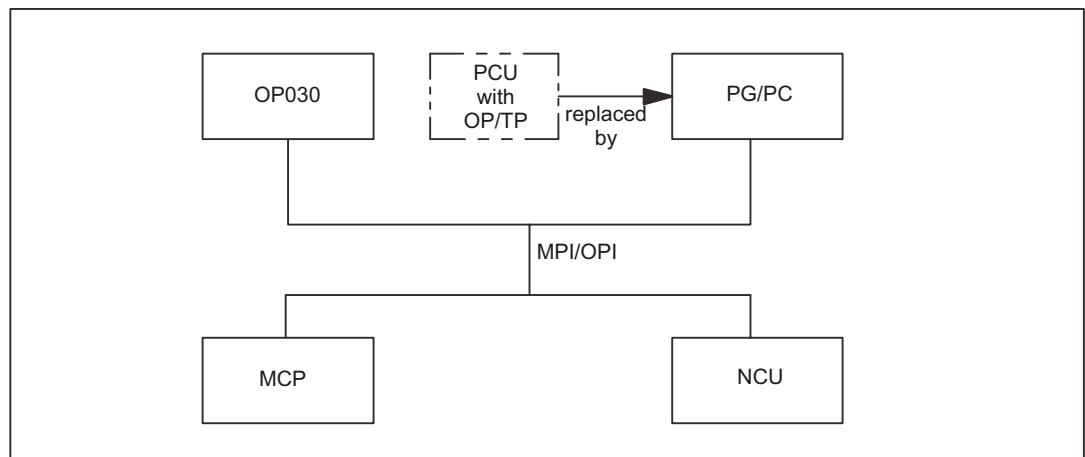 OP030
PCU
with
OP/TP
replaced
by
PG/PC
MPI/OPI
MCP
NCU